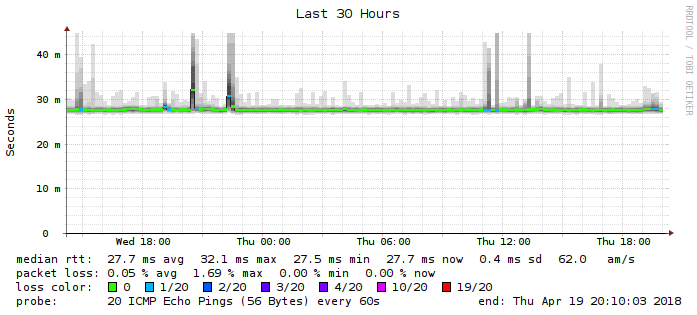 Last 30 Hours
RRDTOOL / TOBI OETIKER
Seconds
40 m
30 m
20 m
10 m
0
Wed 18:00 Thu 00:00 Thu 06:00 Thu 12:00 Thu 18:00
median rtt: 27.7 ms avg 32.1 ms max 27.5 ms min 27.7 ms now 0.4 ms sd 62.0 am/s
packet loss: 0.05 % avg 1.69 % max 0.00 % min 0.00 % now
loss color: 0 1/20 2/20 3/20 4/20 10/20 19/20
probe: 20 ICMP Echo Pings (56 Bytes) every 60s end: Thu Apr 19 20:10:03 2018